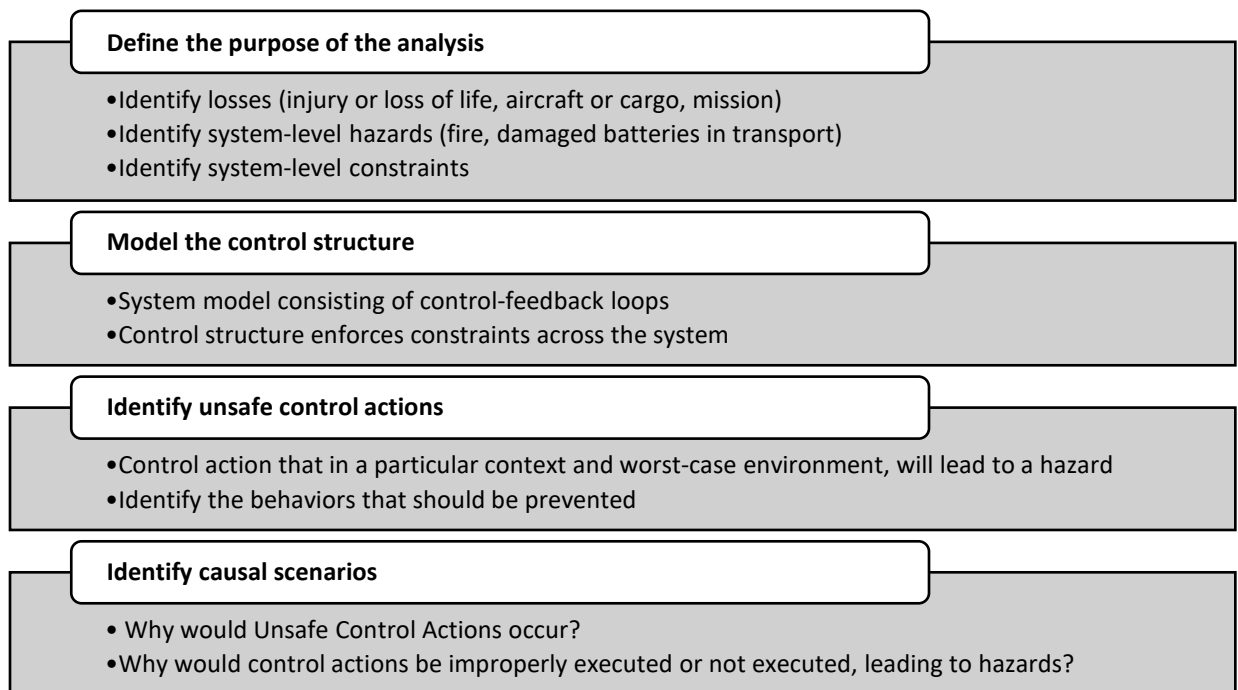 Define the purpose of the analysis
•Identify losses (injury or loss of life, aircraft or cargo, mission)
•Identify system-level hazards (fire, damaged batteries in transport)
•Identify system-level constraints
Model the control structure
•System model consisting of control-feedback loops
•Control structure enforces constraints across the system
Identify unsafe control actions
•Control action that in a particular context and worst-case environment, will lead to a hazard
•Identify the behaviors that should be prevented
Identify causal scenarios
• Why would Unsafe Control Actions occur?
•Why would control actions be improperly executed or not executed, leading to hazards?